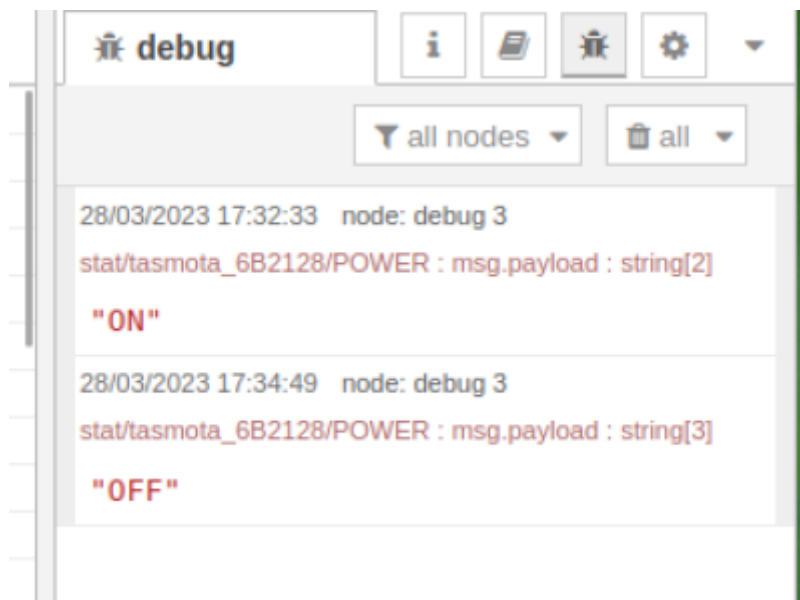 debug
all nodes
all
28/03/2023 17:32:33 node: debug 3
stat/tasmota_6B2128/POWER : msg.payload : string[2]
"ON"
28/03/2023 17:34:49 node: debug 3
stat/tasmota_6B2128/POWER : msg.payload : string[3]
"OFF"